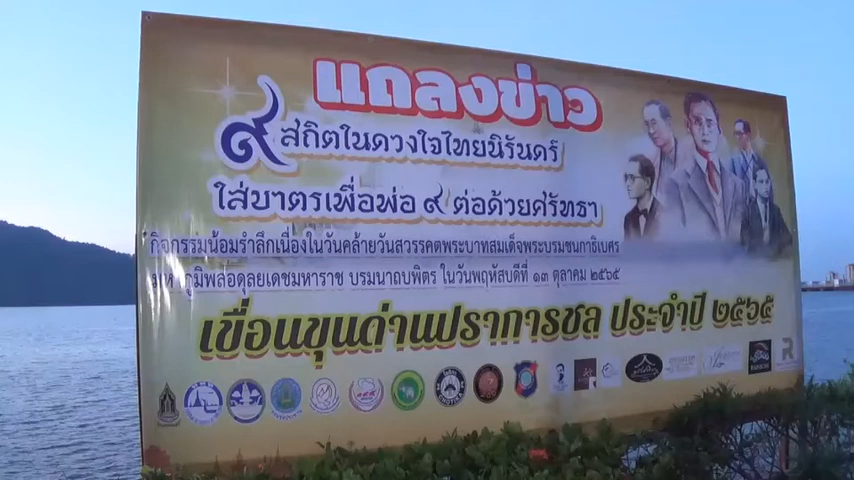 แถลงข่าว
๙ สถิตในดวงใจไทยนิรันดร์
ใส่บาตรเพื่อพ่อ ๙ ต่อด้วยศรัทธา
กิจกรรมน้อมรำลึกเนื่องในวันคล้ายวันสวรรคตพระบาทสมเด็จพระบรมชนกาธิเบศร
มหาภูมิพลอดุลยเดชมหาราช บรมนาถบพิตร ในวันพฤหัสบดีที่ ๑๓ ตุลาคม ๒๕๖๕
เขื่อนขุนด่านปราการชล ประจำปี ๒๕๖๕